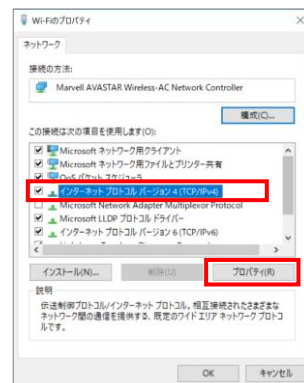 Wi-Fiのプロパティ
ネットワーク
接続の方法:
Marvell AVASTAR Wireless-AC Network Controller
構成(C)...
この接続は次の項目を使用します(O):
Microsoft ネットワーク用クライアント
Microsoft ネットワーク用ファイルとプリンター共有
QoS パケット スケジューラ
インターネット プロトコル バージョン 4 (TCP/IPv4)
Microsoft Network Adapter Multiplexor Protocol
Microsoft LLDP プロトコル ドライバー
インターネット プロトコル バージョン 6 (TCP/IPv6)
インストール(N)...
削除(U)
プロパティ(R)
説明
伝送制御プロトコル/インターネット プロトコル。相互接続されたさまざまな
ネットワーク間の通信を提供する、既定のワイド エリア ネットワーク プロトコ
ルです。
OK
キャンセル